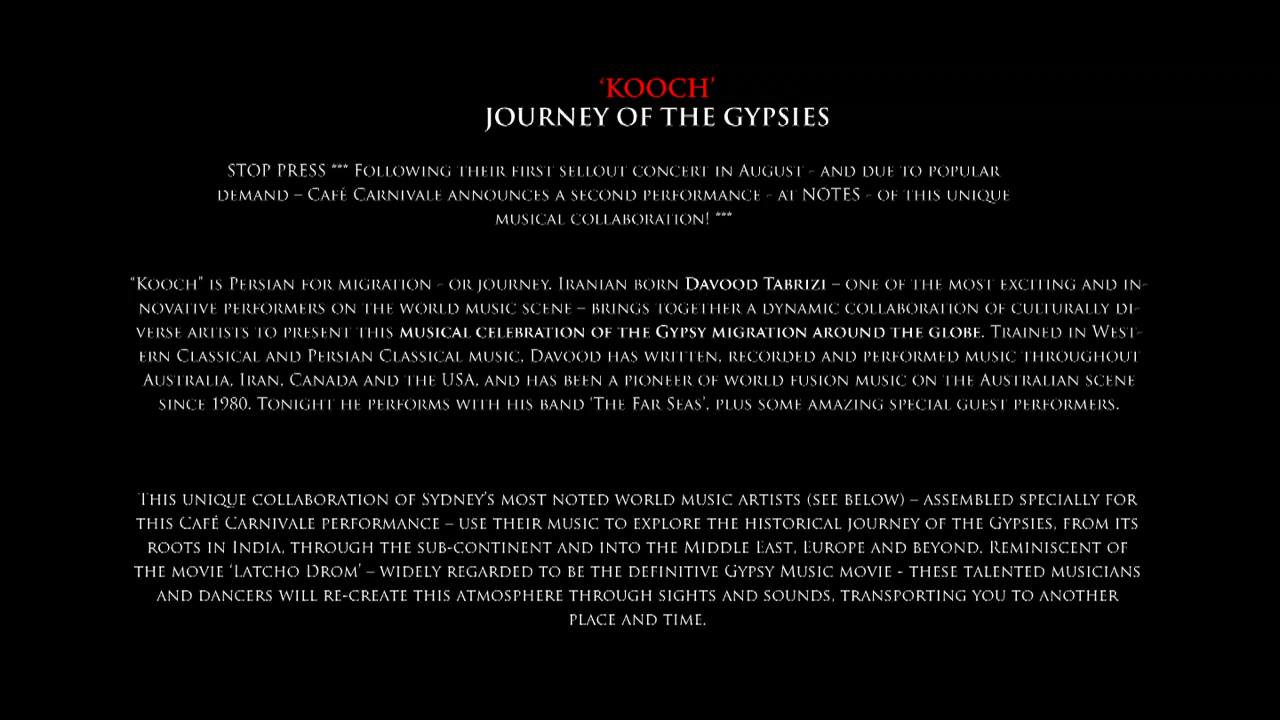 ‘KOOCH’
JOURNEY OF THE GYPSIES
STOP PRESS *** Following their first sellout concert in August - and due to popular
demand – Café Carnivale announces a second performance - at NOTES - of this unique
musical collaboration! ***
“Kooch” is Persian for migration - or journey. Iranian born Davood Tabrizi – one of the most exciting and in-
novative performers on the world music scene – brings together a dynamic collaboration of culturally di-
verse artists to present this musical celebration of the Gypsy migration around the globe. Trained in West-
ern Classical and Persian Classical music, Davood has written, recorded and performed music throughout
Australia, Iran, Canada and the USA, and has been a pioneer of world fusion music on the Australian scene
since 1980. Tonight he performs with his band ‘The Far Seas’, plus some amazing special guest performers.
This unique collaboration of Sydney’s most noted world music artists (see below) – assembled specially for
this Café Carnivale performance – use their music to explore the historical journey of the Gypsies, from its
roots in India, through the sub-continent and into the Middle East, Europe and beyond. Reminiscent of
the movie ‘Latcho Drom’ – widely regarded to be the definitive Gypsy Music movie - these talented musicians
and dancers will re-create this atmosphere through sights and sounds, transporting you to another
place and time.